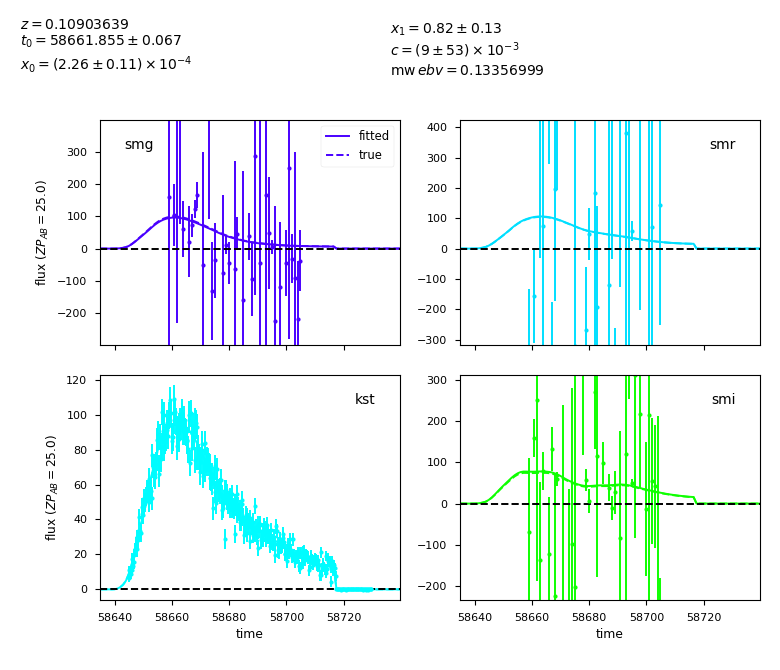 z = 0.10903639
t₀ = 58661.855 ± 0.067
x₀ = (2.26 ± 0.11) × 10⁻⁴
x₁ = 0.82 ± 0.13
c = (9 ± 53) × 10⁻³
mw ebv = 0.13356999
smg
fitted
true
300
200
100
0
−100
−200
flux (ZP_AB = 25.0)
smr
400
300
200
100
0
−100
−200
−300
kst
120
100
80
60
40
20
0
flux (ZP_AB = 25.0)
58640 58660 58680 58700 58720
time
smi
300
200
100
0
−100
−200
58640 58660 58680 58700 58720
time